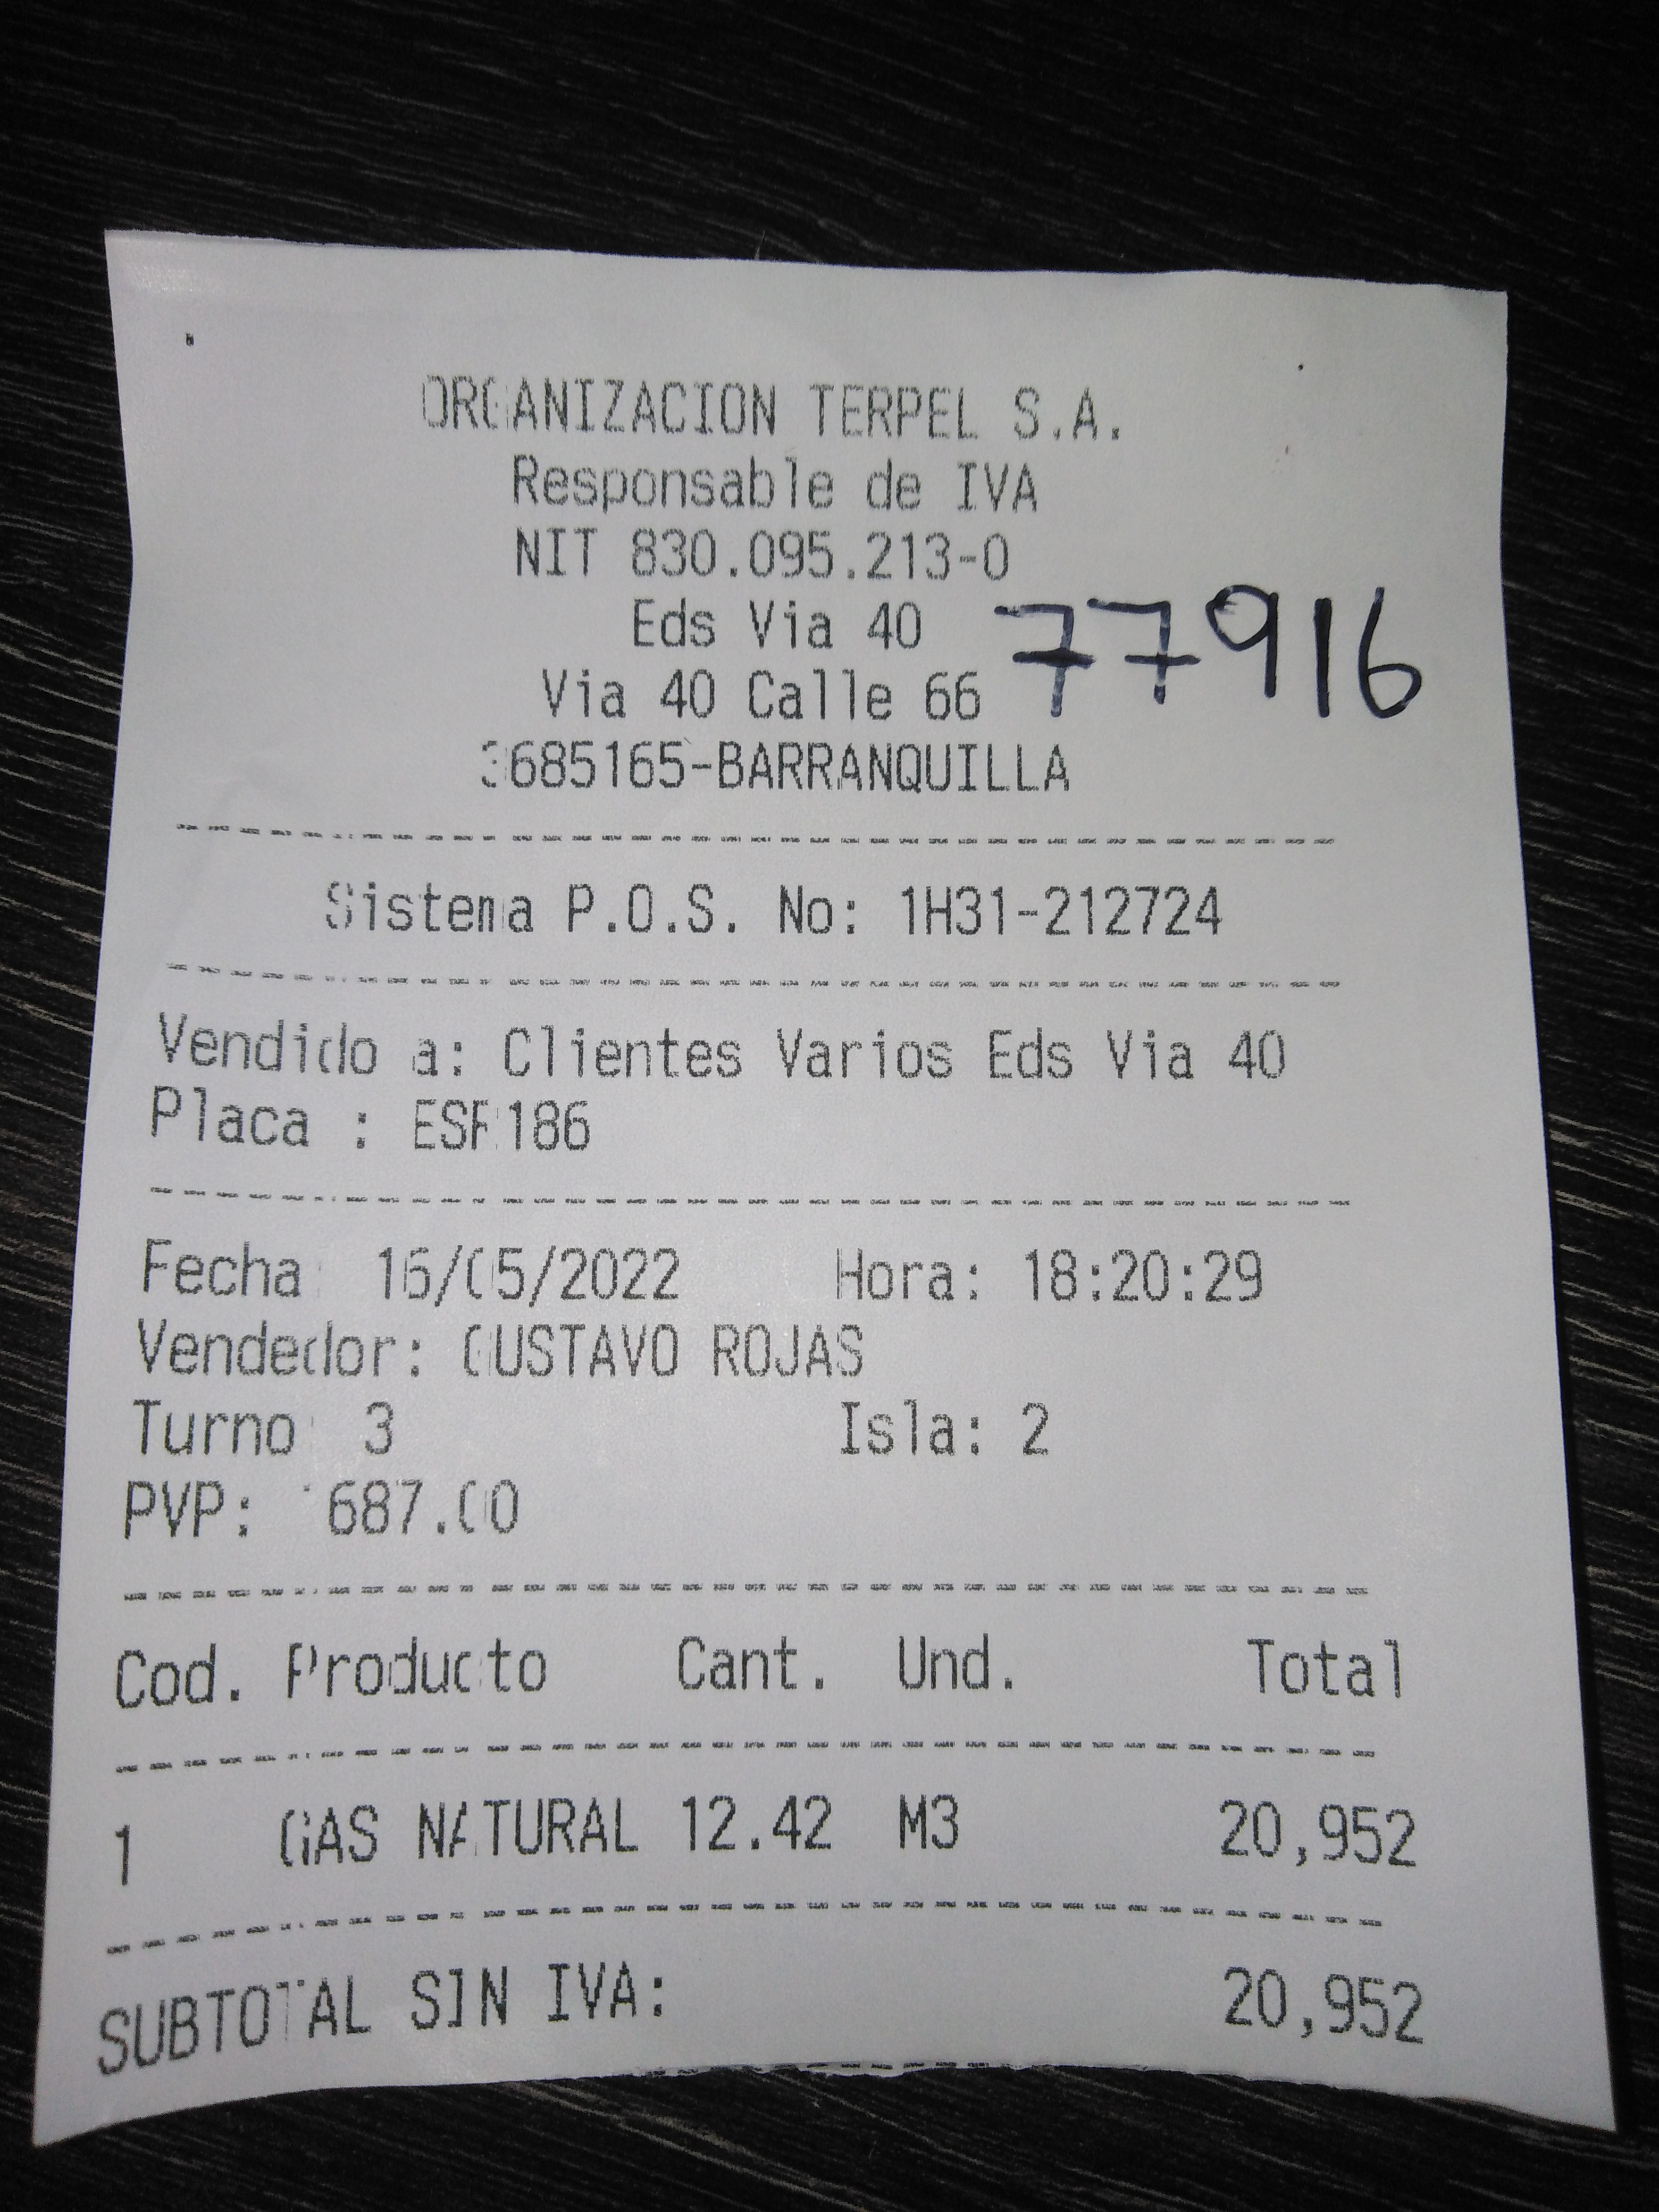 ORGANIZACION TERPEL S.A.
Responsable de IVA
NIT 830.095.213-0
Eds Via 40
77916
Via 40 Calle 66
3685165-BARRANQUILLA
Sistema P.O.S. No: 1H31-212724
Vendido a: Clientes Varios Eds Via 40
Placa :
Fecha: 16/05/2022 Hora: 18:20:29
Vendedor: GUSTAVO ROJAS
Turno: 3 Isla: 2
PVP: 1687.00
Cod. Producto Cant. Und. Total
1 GAS NATURAL 12.42 M3 20,952
SUBTOTAL SIN IVA: 20,952